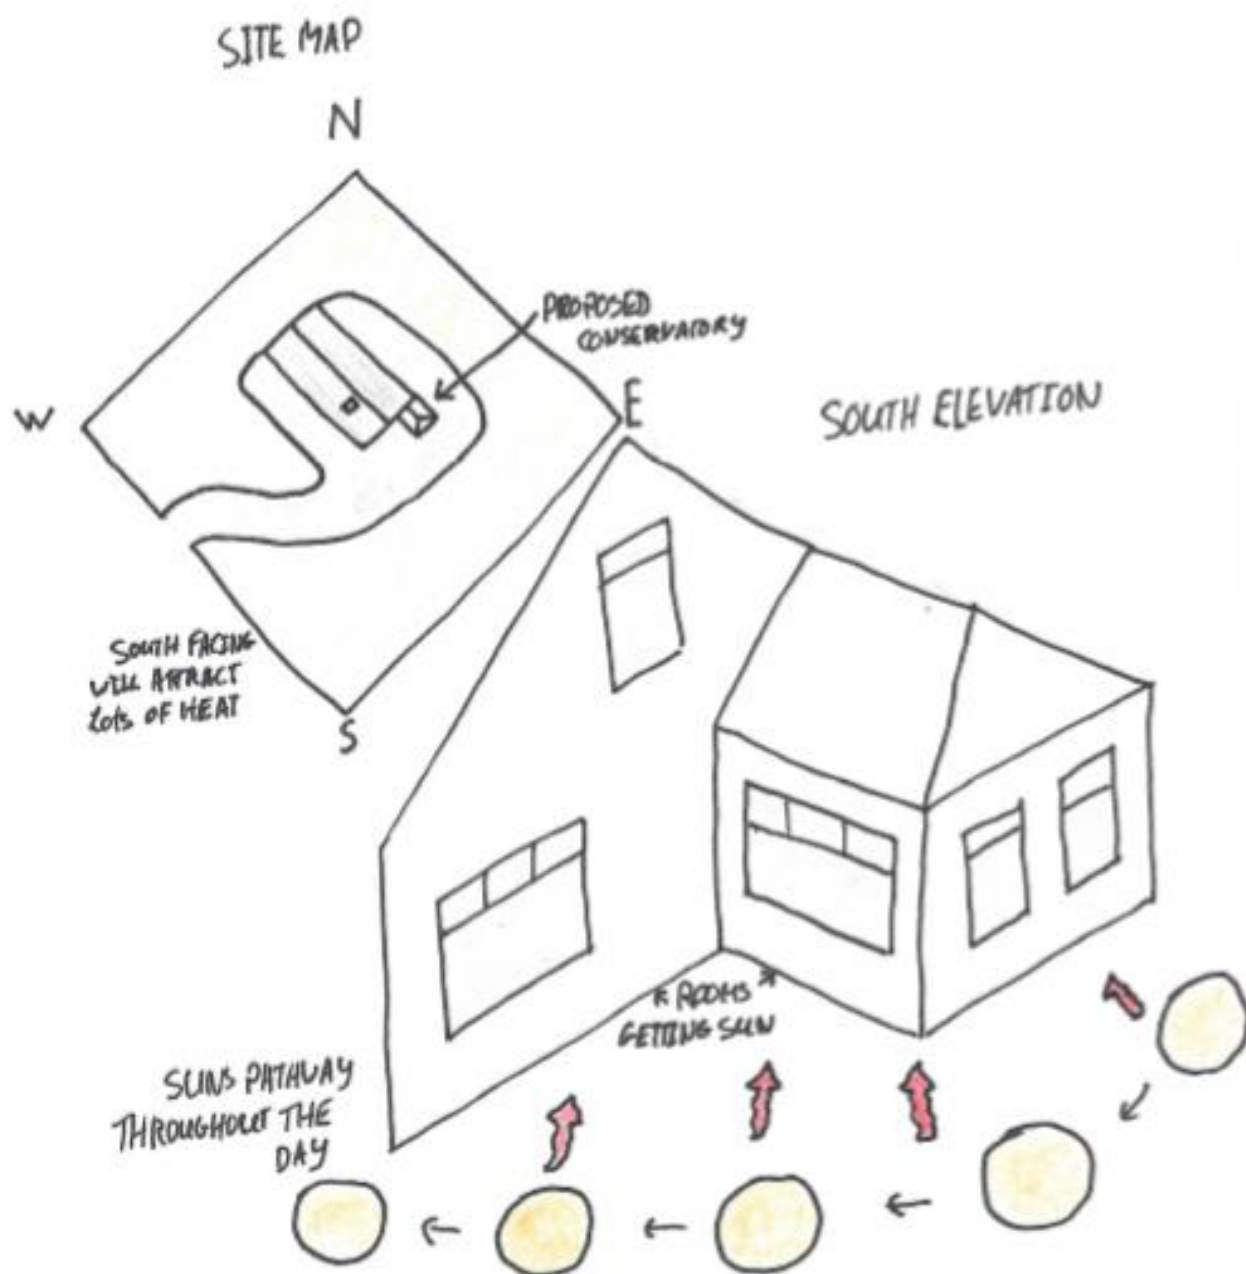 SITE MAP
N
PROPOSED
CONSERVATORY
W
E
SOUTH ELEVATION
SOUTH FACING
WILL ATTRACT
LOTS OF HEAT
S
* ROOMS *
GETTING SUN
SUNS PATHWAY
THROUGHOUT THE
DAY